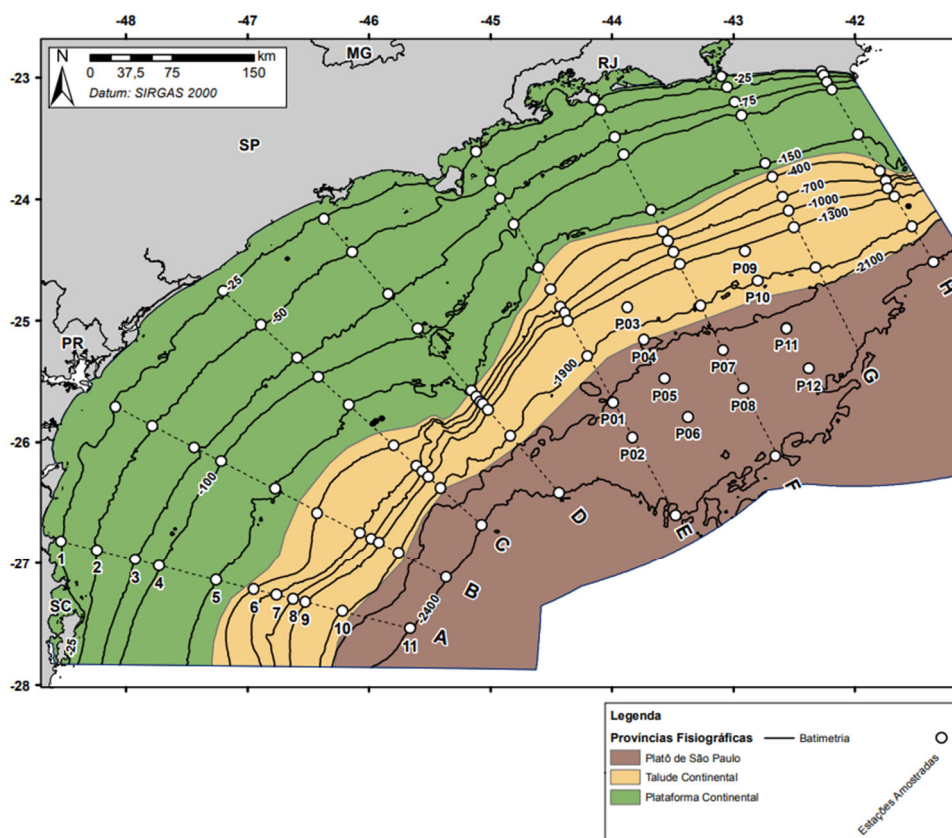 -48 -47 -46 -45 -44 -43 -42
N
km
0 37,5 75 150
Datum: SIRGAS 2000
MG
RJ
SP
PR
SC
-23
-24
-25
-26
-27
-28
-25
-75
-150
-400
-700
-1000
-1300
-2100
-25
-50
-1900
-100
-2400
-25
P09
P10
P03
P04
P11
P07
P05
P12
P01
P08
P06
P02
H
G
F
E
D
C
B
A
1
2
3
4
5
6
7
8
9
10
11
Legenda
Províncias Fisiográficas
Batimetria
Platô de São Paulo
Talude Continental
Plataforma Continental
Estações Amostradas